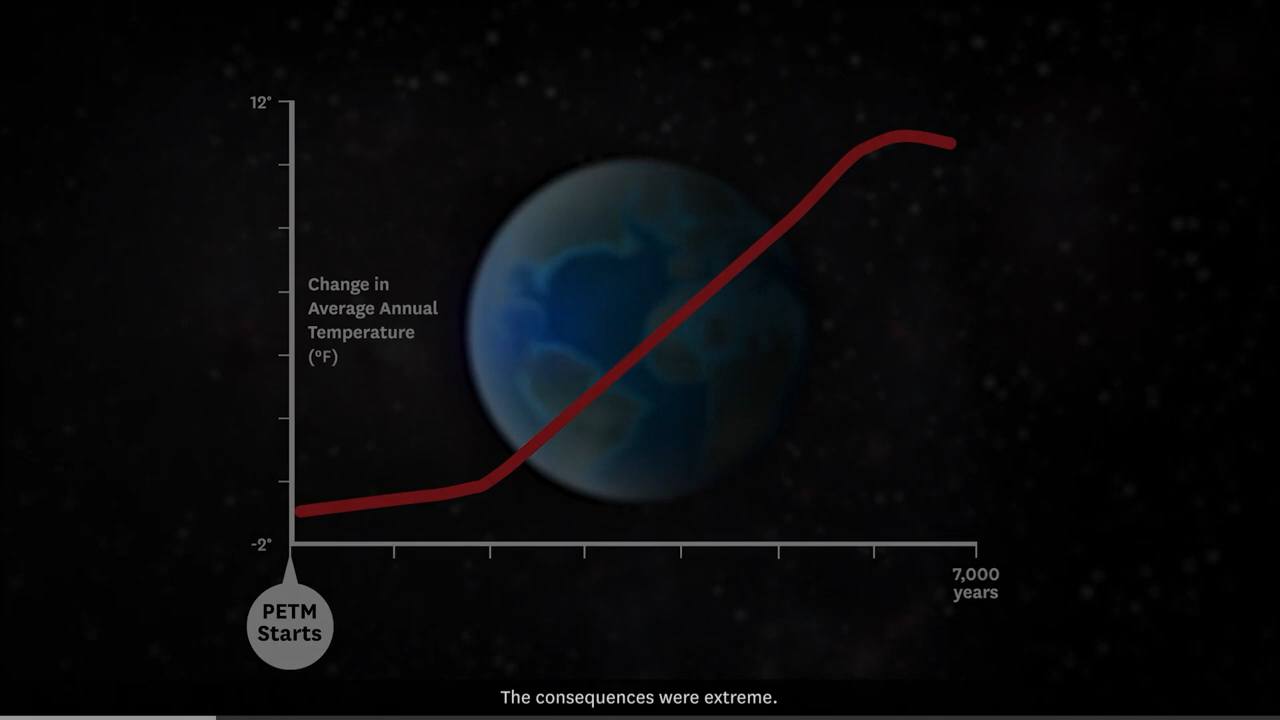 12°
Change in
Average Annual
Temperature
(°F)
-2°
7,000
years
PETM
Starts
The consequences were extreme.